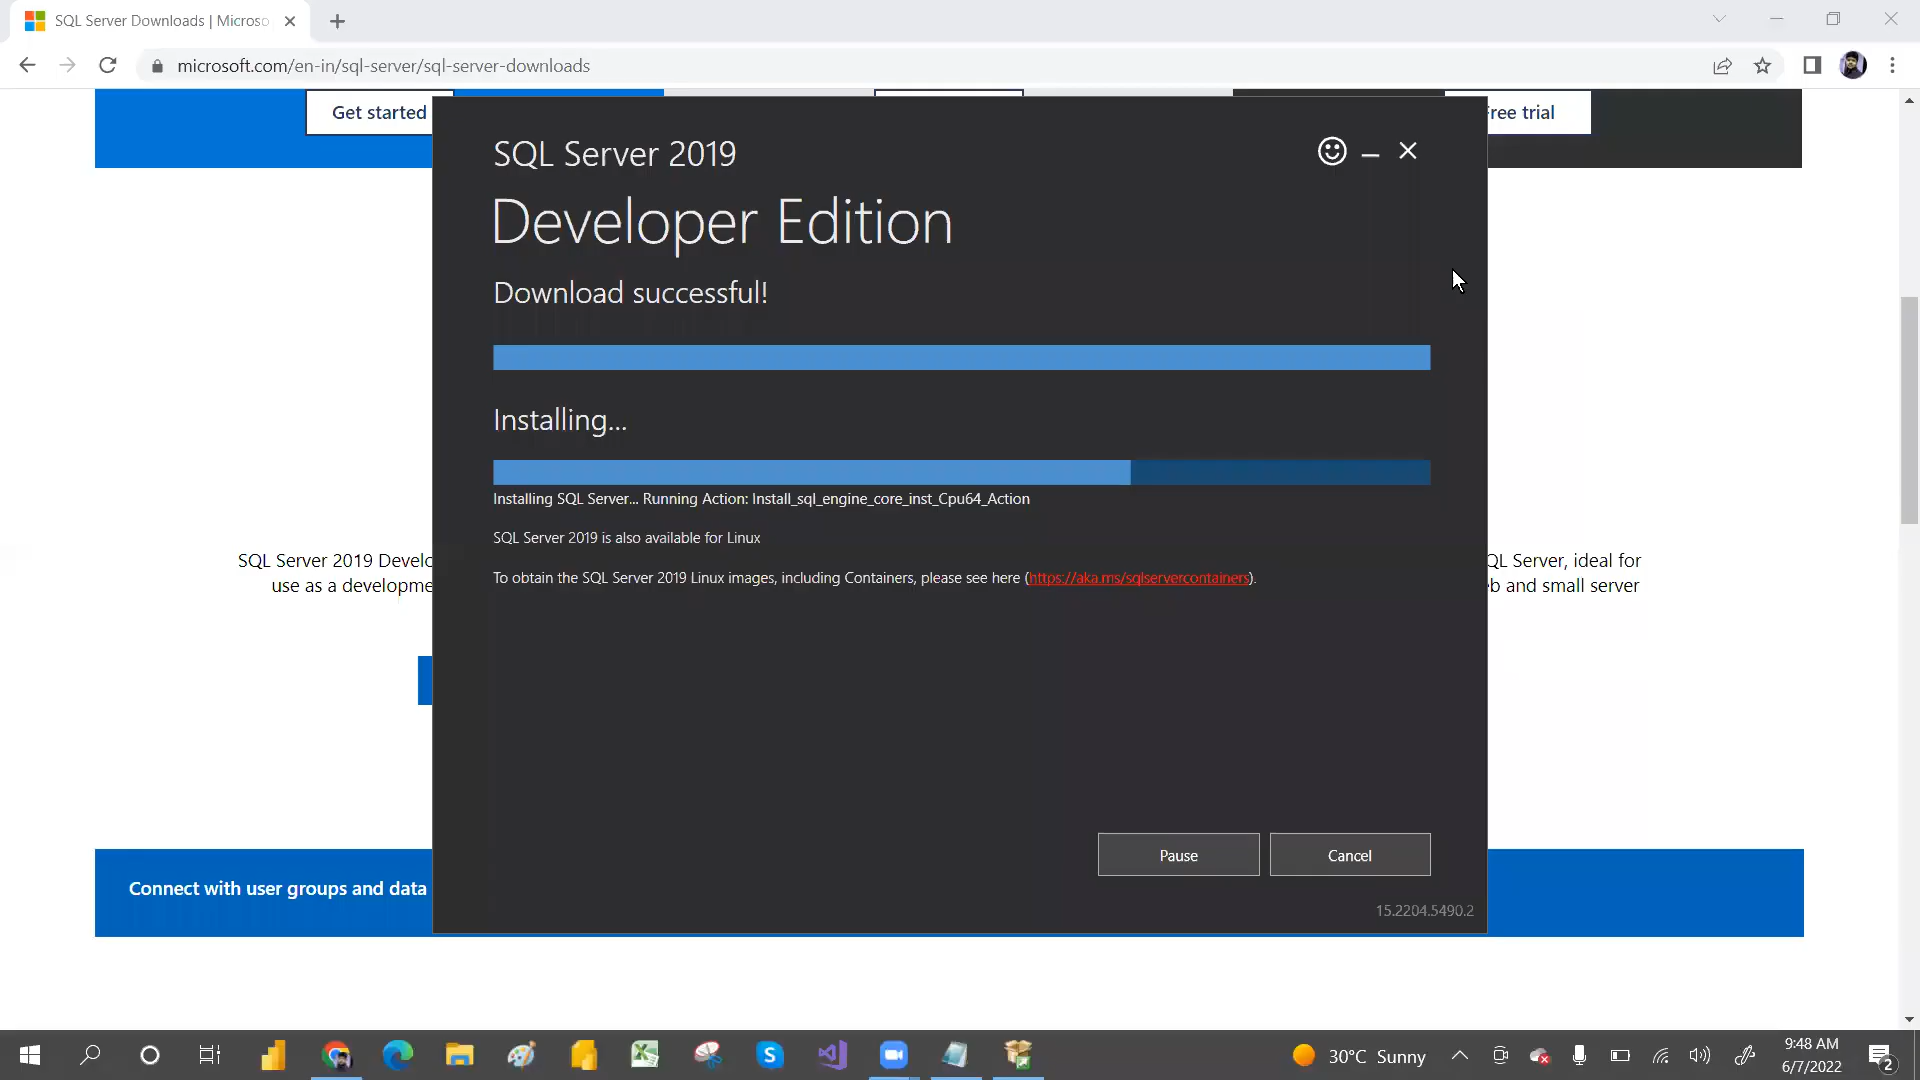 SQL Server Downloads | Microso
microsoft.com/en-in/sql-server/sql-server-downloads
Get started
ree trial
SQL Server 2019
Developer Edition
Download successful!
Installing...
Installing SQL Server... Running Action: Install_sql_engine_core_inst_Cpu64_Action
SQL Server 2019 is also available for Linux
To obtain the SQL Server 2019 Linux images, including Containers, please see here (https://aka.ms/sqlservercontainers).
SQL Server 2019 Develo
use as a developme
QL Server, ideal for
b and small server
Pause
Cancel
15.2204.5490.2
Connect with user groups and data
30°C Sunny
9:48 AM
6/7/2022
2